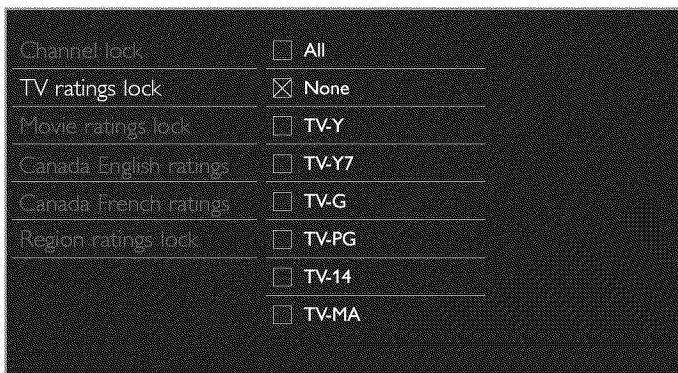 Channel lock
TV ratings lock
Movie ratings lock
Canada English ratings
Canada French ratings
Region ratings lock
All
None
TV-Y
TV-Y7
TV-G
TV-PG
TV-14
TV-MA